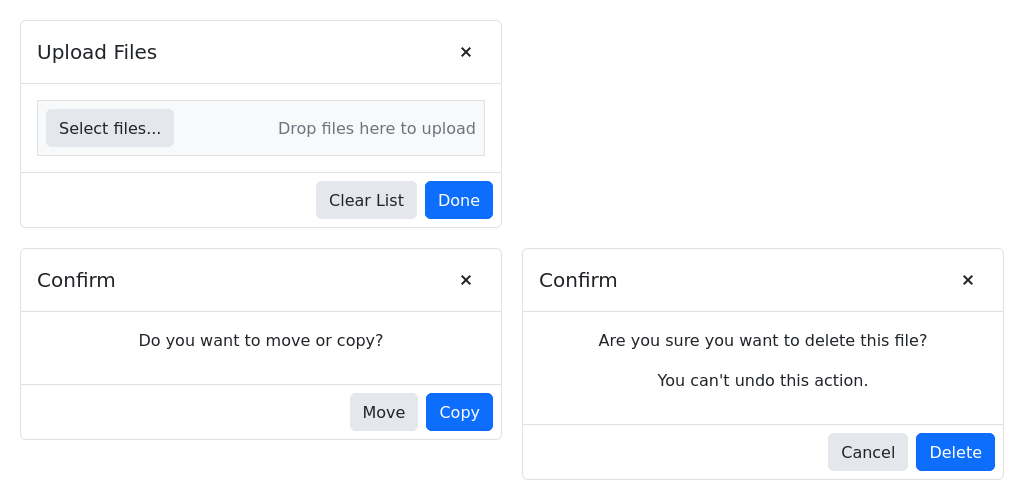 Upload Files
Select files...
Drop files here to upload
Clear List
Done
Confirm
Do you want to move or copy?
Move
Copy
Confirm
Are you sure you want to delete this file?
You can't undo this action.
Cancel
Delete